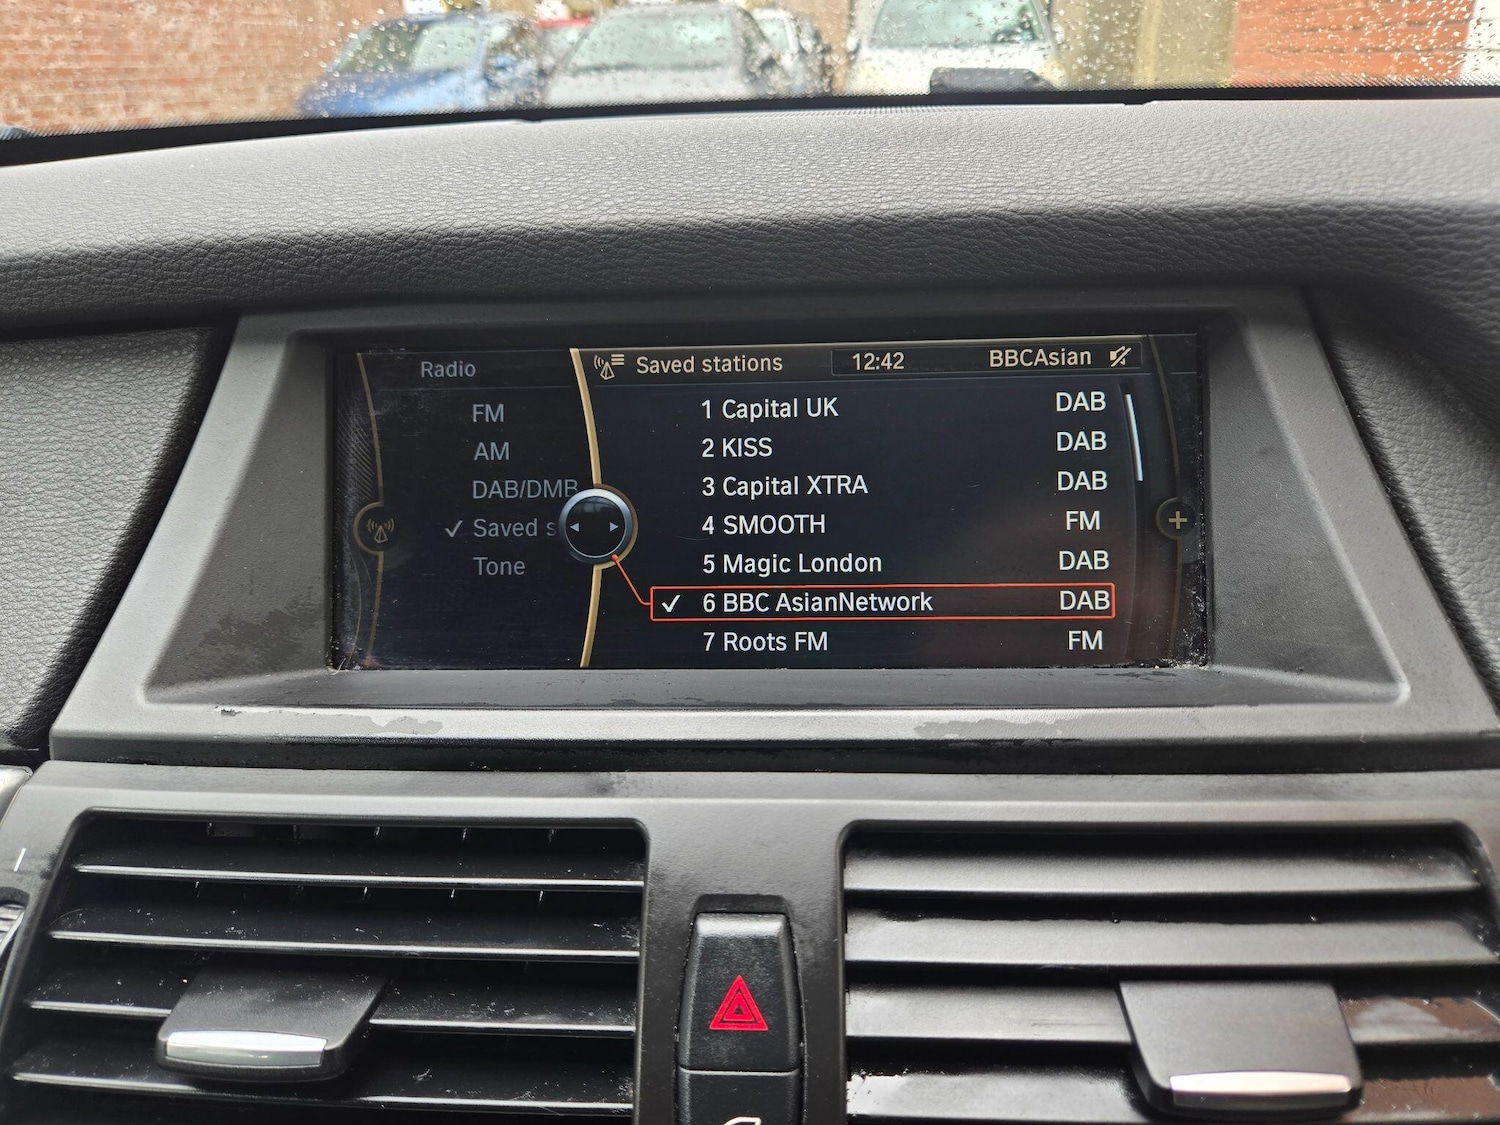 Radio
FM
AM
DAB/DMB
Saved s
Tone
Saved stations 12:42 BBCAsian
1 Capital UK DAB
2 KISS DAB
3 Capital XTRA DAB
4 SMOOTH FM
5 Magic London DAB
6 BBC AsianNetwork DAB
7 Roots FM FM